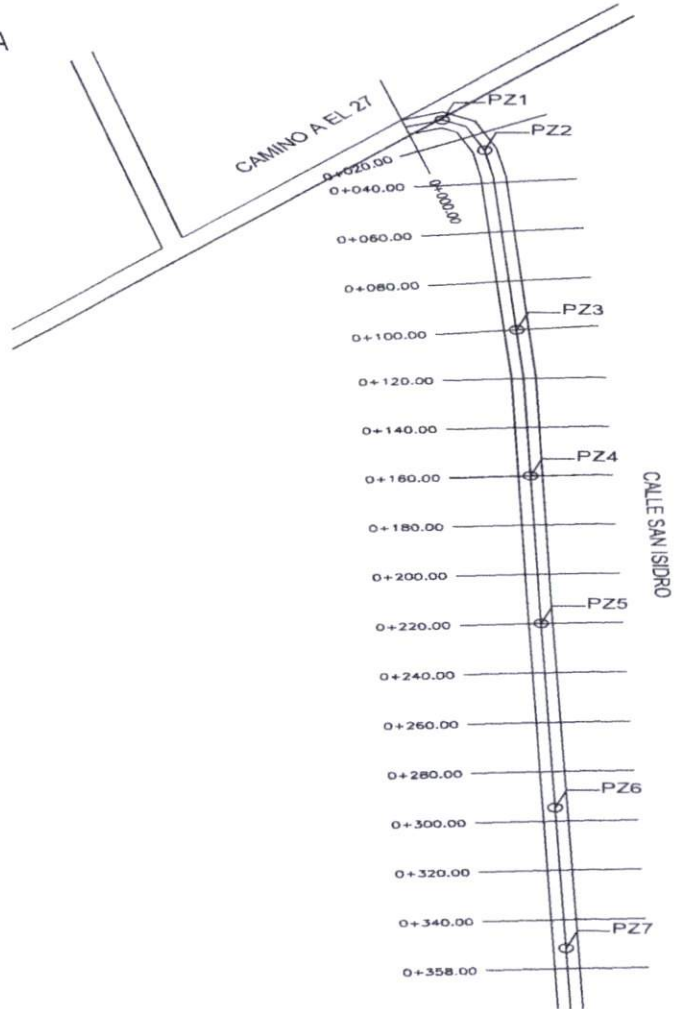 A
PZ1
CAMINO A EL 27
PZ2
0+020.00
0+040.00
0+000.00
0+060.00
0+080.00
PZ3
0+100.00
0+120.00
0+140.00
PZ4
0+160.00
CALLE SAN ISIDRO
0+180.00
0+200.00
PZ5
0+220.00
0+240.00
0+260.00
0+280.00
PZ6
0+300.00
0+320.00
0+340.00
PZ7
0+358.00